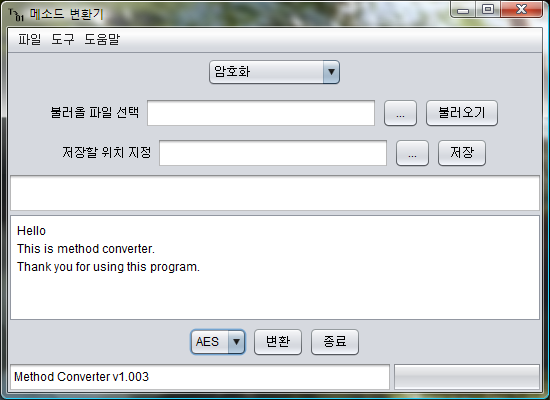 메소드 변환기
파일 도구 도움말
암호화
불러올 파일 선택 ... 불러오기
저장할 위치 지정 ... 저장
Hello
This is method converter.
Thank you for using this program.
AES 변환 종료
Method Converter v1.003